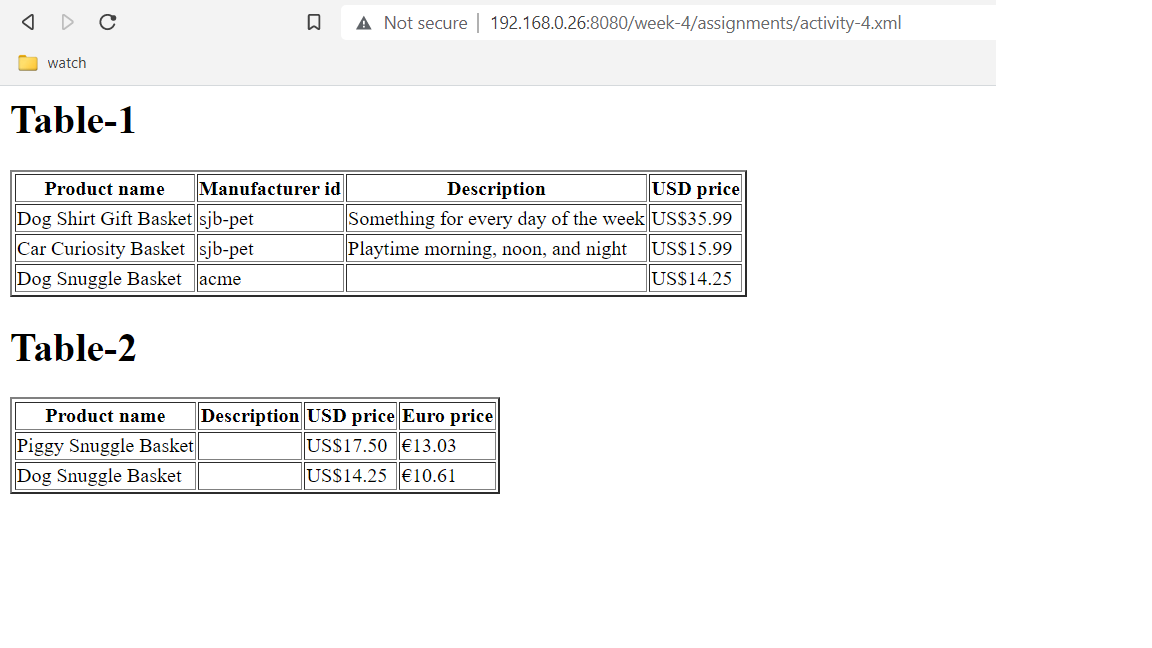 Not secure | 192.168.0.26:8080/week-4/assignments/activity-4.xml
watch
Table-1
Product name Manufacturer id Description USD price
Dog Shirt Gift Basket sjb-pet Something for every day of the week US$35.99
Car Curiosity Basket sjb-pet Playtime morning, noon, and night US$15.99
Dog Snuggle Basket acme US$14.25
Table-2
Product name Description USD price Euro price
Piggy Snuggle Basket US$17.50 €13.03
Dog Snuggle Basket US$14.25 €10.61